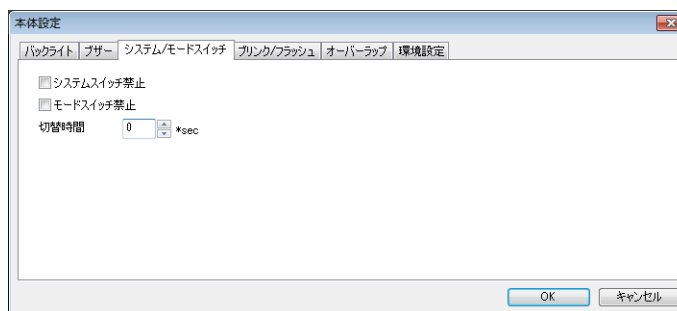 本体設定
バックライト ブザー システム/モードスイッチ ブリンク/フラッシュ オーバーラップ 環境設定
システムスイッチ禁止
モードスイッチ禁止
切替時間 0 *sec
OK キャンセル